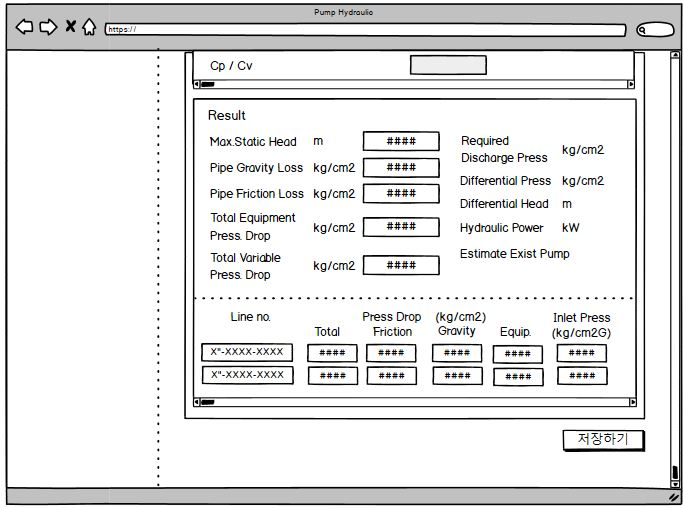 Pump Hydraulic
https://
Cp / Cv
Result
Max.Static Head m ####
Pipe Gravity Loss kg/cm2 ####
Pipe Friction Loss kg/cm2 ####
Total Equipment
Press. Drop kg/cm2 ####
Total Variable
Press. Drop kg/cm2 ####
Required
Discharge Press kg/cm2
Differential Press kg/cm2
Differential Head m
Hydraulic Power kW
Estimate Exist Pump
Line no. Press Drop (kg/cm2) Inlet Press
Total Friction Gravity Equip. (kg/cm2G)
X"-XXXX-XXXX #### #### #### #### ####
X"-XXXX-XXXX #### #### #### #### ####
저장하기